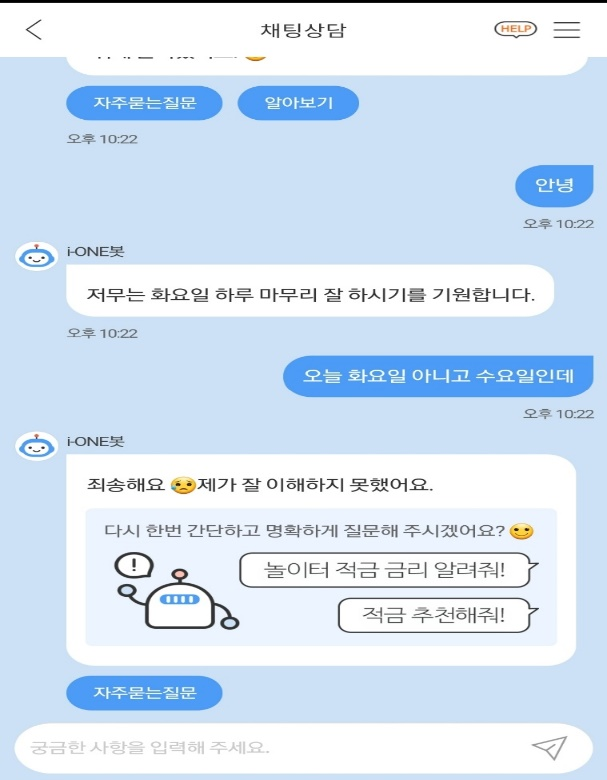 채팅상담
HELP
자주묻는질문
알아보기
오후 10:22
안녕
오후 10:22
i-ONE봇
저무는 화요일 하루 마무리 잘 하시기를 기원합니다.
오후 10:22
오늘 화요일 아니고 수요일인데
오후 10:22
i-ONE봇
죄송해요 😥제가 잘 이해하지 못했어요.
다시 한번 간단하고 명확하게 질문해 주시겠어요? 🙂
!
놀이터 적금 금리 알려줘!
적금 추천해줘!
자주묻는질문
궁금한 사항을 입력해 주세요.